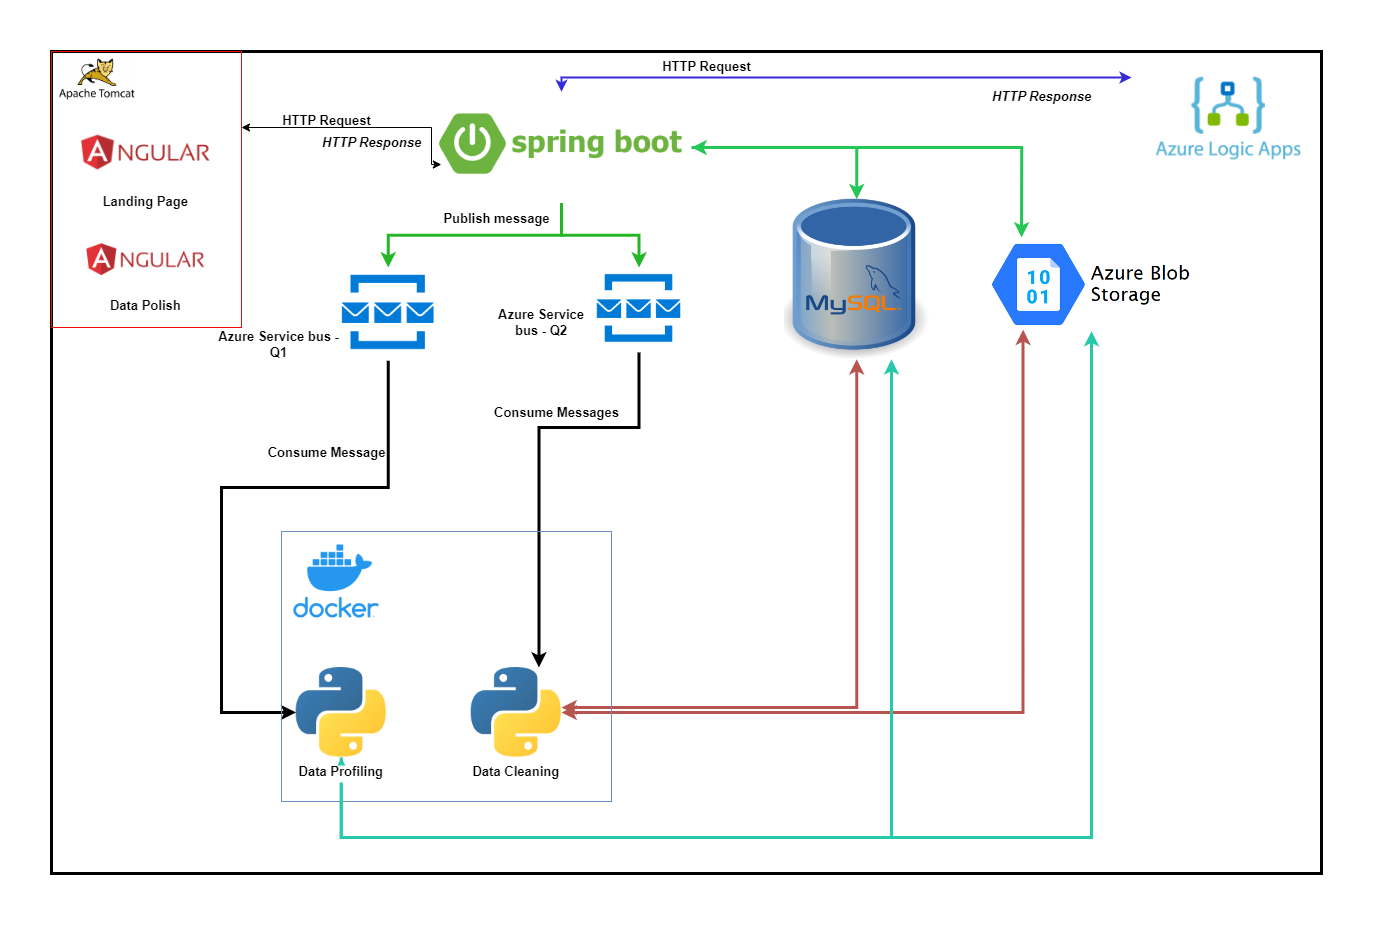 HTTP Request
Apache Tomcat
HTTP Response
HTTP Request
HTTP Response
spring boot
Azure Logic Apps
ANGULAR
Landing Page
Publish message
ANGULAR
Data Polish
Azure Service bus -
Q1
Azure Service
bus - Q2
MySQL
10
01
Azure Blob
Storage
Consume Messages
Consume Message
docker
Data Profiling
Data Cleaning